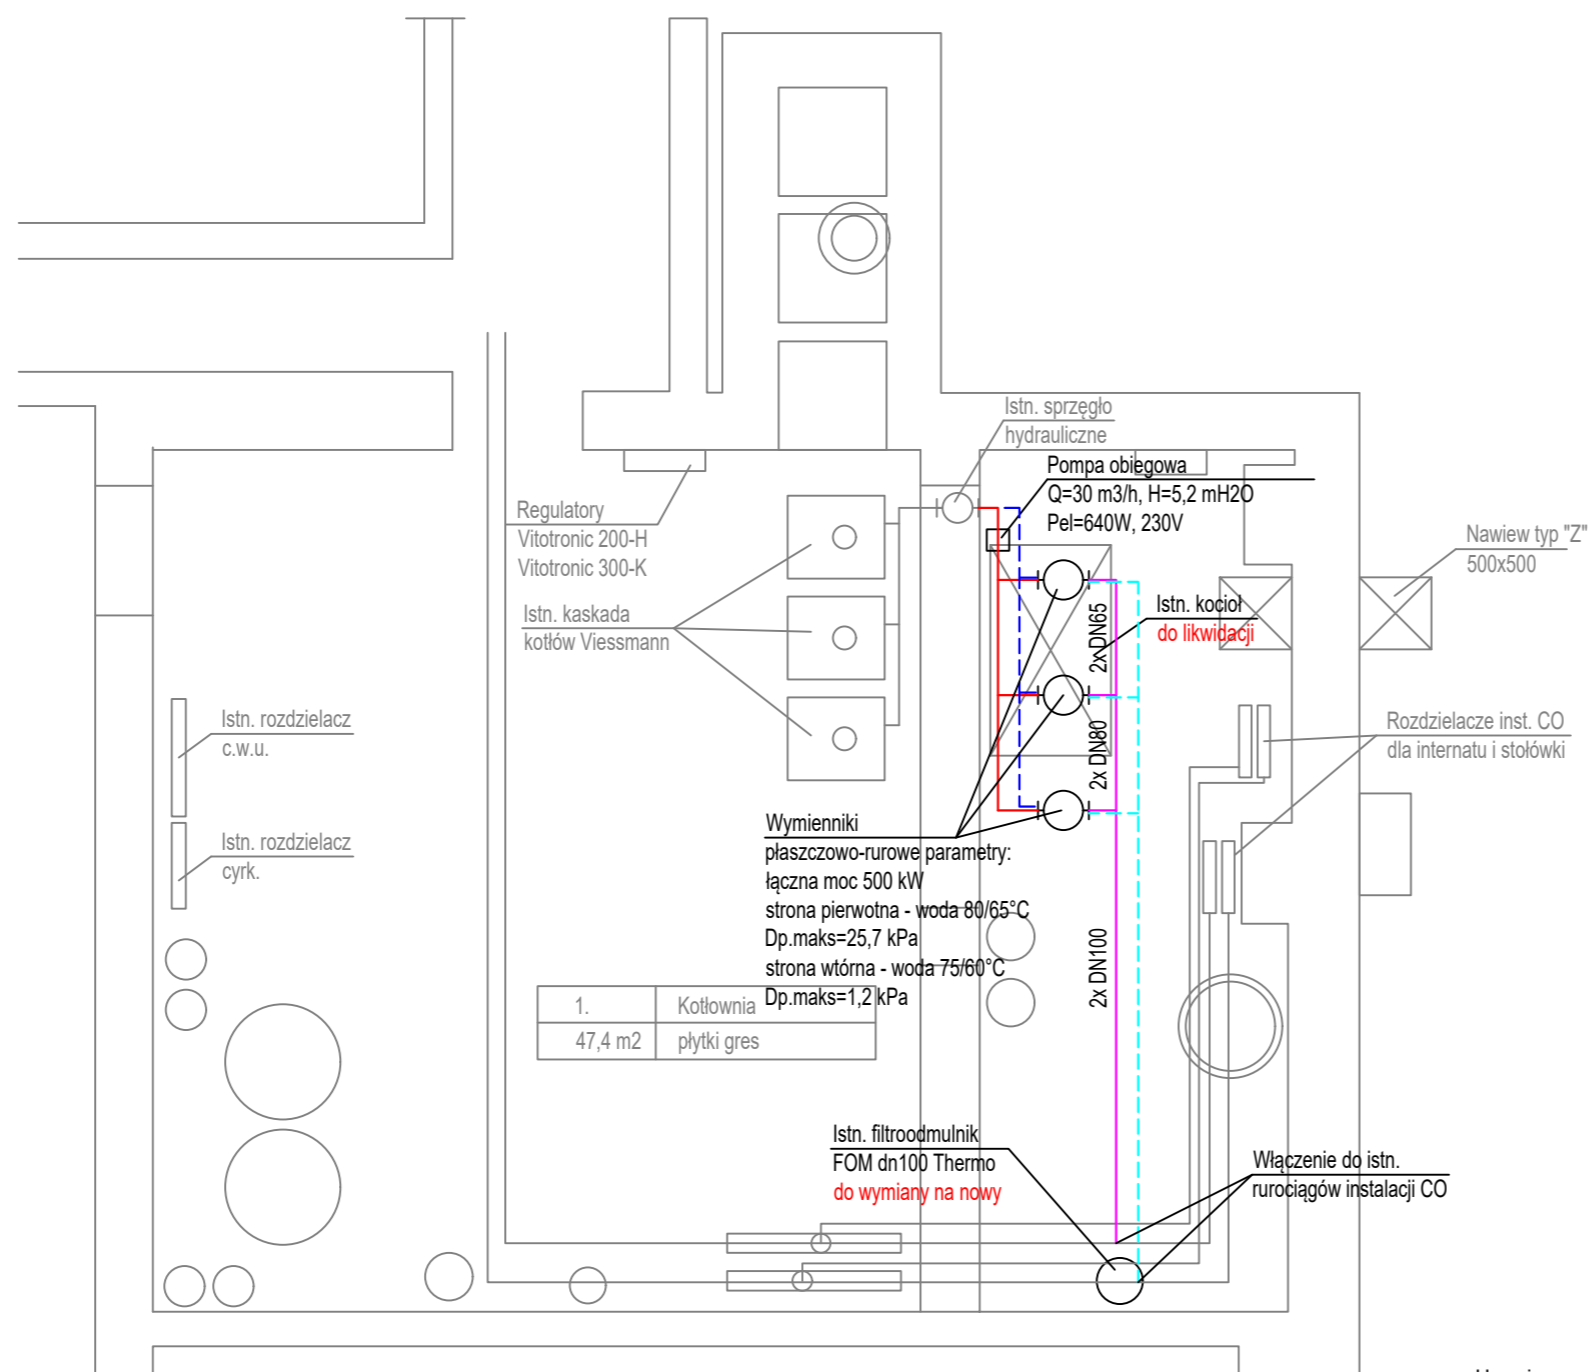 Istn. sprzęgło
hydrauliczne
Pompa obiegowa
Q=30 m3/h, H=5,2 mH2O
Pel=640W, 230V
Regulatory
Vitotronic 200-H
Vitotronic 300-K
Nawiew typ "Z"
500x500
Istn. kaskada
kotłów Viessmann
Istn. kocioł
do likwidacji
2x DN65
2x DN80
2x DN100
Istn. rozdzielacz
c.w.u.
Rozdzielacze inst. CO
dla internatu i stołówki
Istn. rozdzielacz
cyrk.
Wymienniki
płaszczowo-rurowe parametry:
łączna moc 500 kW
strona pierwotna - woda 80/65°C
Dp.maks=25,7 kPa
strona wtórna - woda 75/60°C
Dp.maks=1,2 kPa
1. Kotłownia
47,4 m2 płytki gres
Istn. filtroodmulnik
FOM dn100 Thermo
do wymiany na nowy
Włączenie do istn.
rurociągów instalacji CO